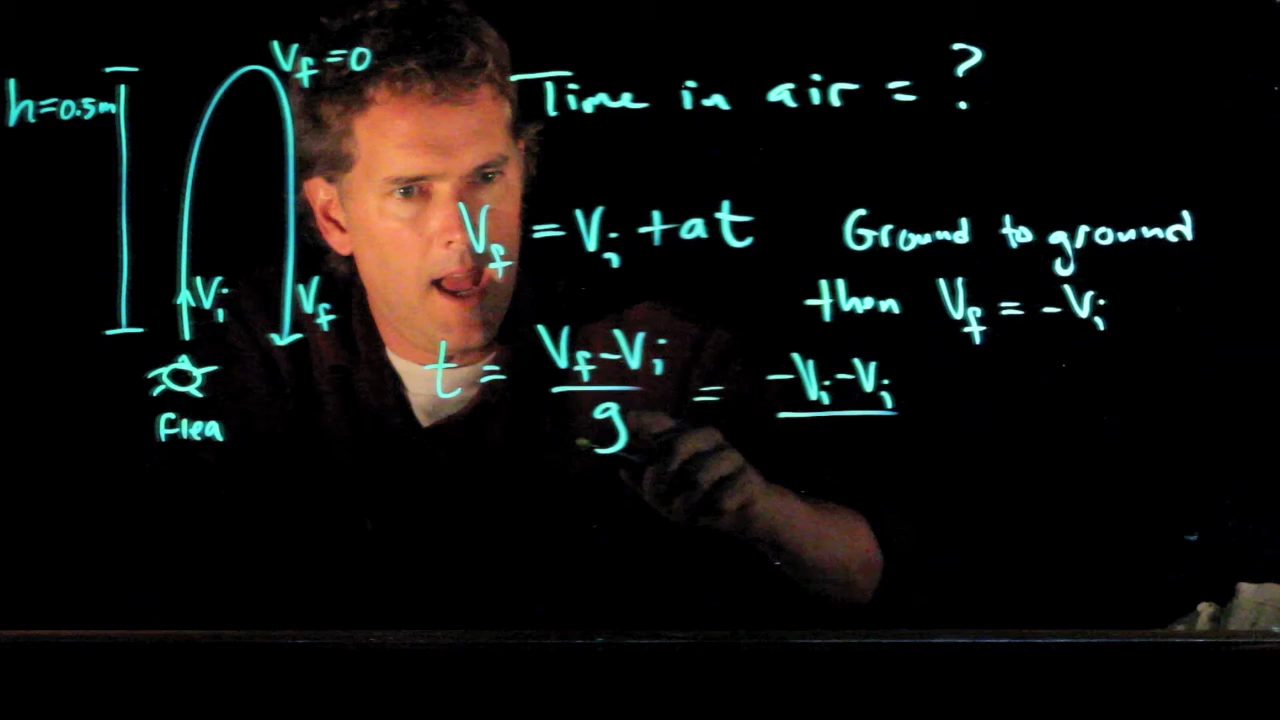 h=0.5m
Vf=0
Time in air = ?
Vf = Vi + at
Ground to ground
then Vf = -Vi
Vi
Vf
t = Vf-Vi / g = -Vi-Vi
flea